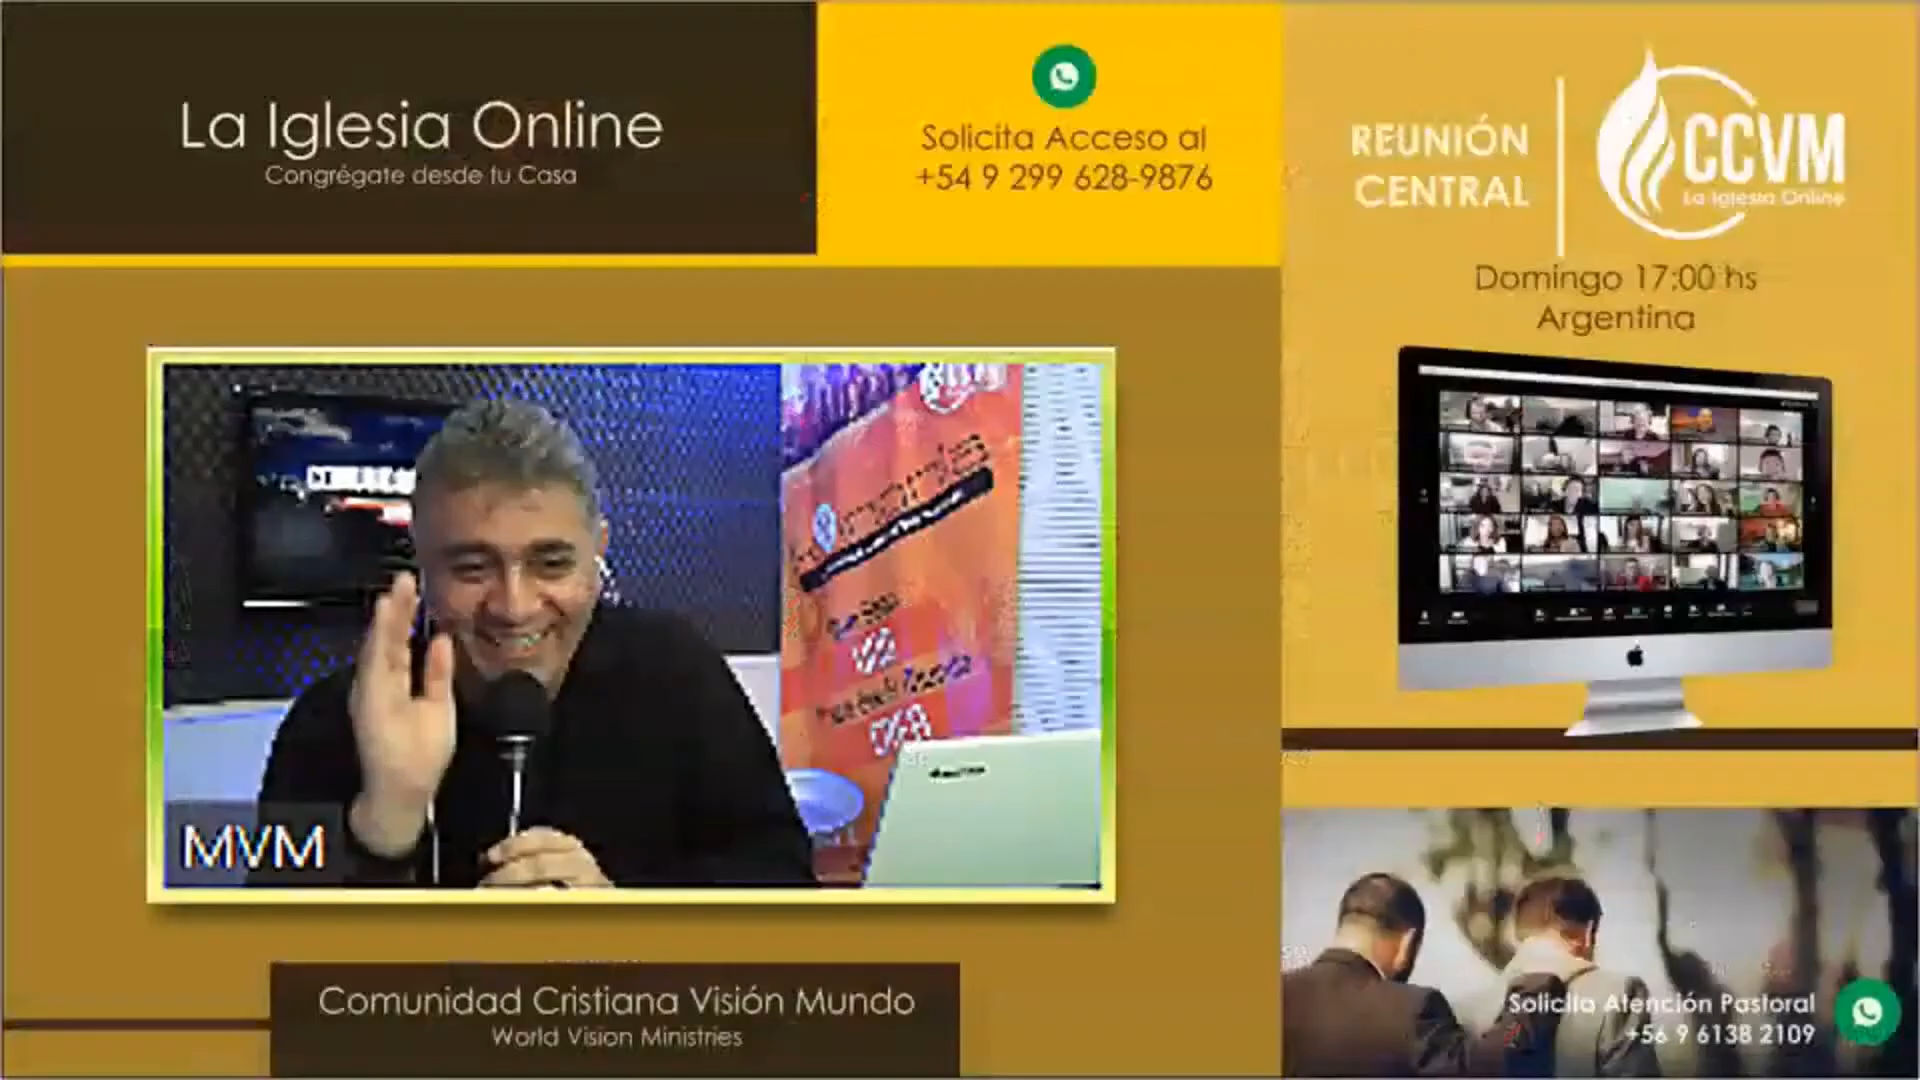 La Iglesia Online
Congrégate desde tu Casa
Solicita Acceso al
+54 9 299 628-9876
REUNIÓN
CENTRAL
CCVM
La Iglesia Online
Domingo 17:00 hs
Argentina
MVM
Comunidad Cristiana Visión Mundo
World Vision Ministries
Solicita Atención Pastoral
+56 9 6138 2109